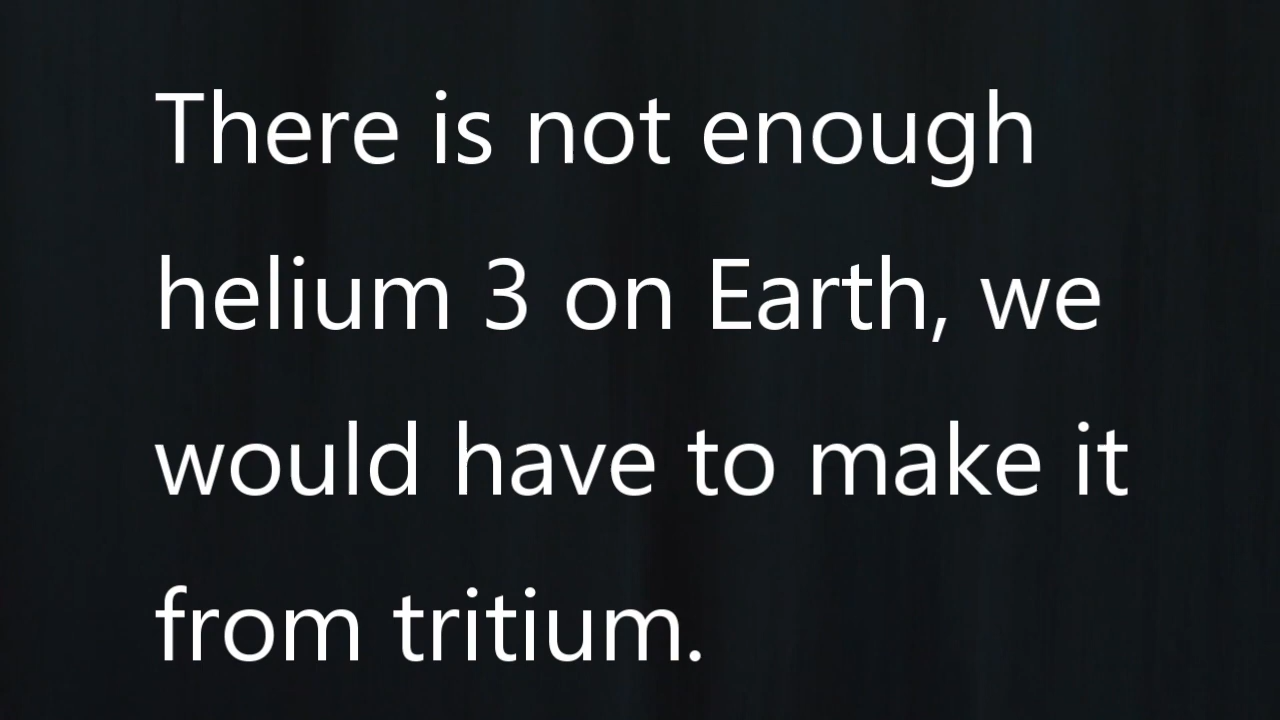 There is not enough
helium 3 on Earth, we
would have to make it
from tritium.